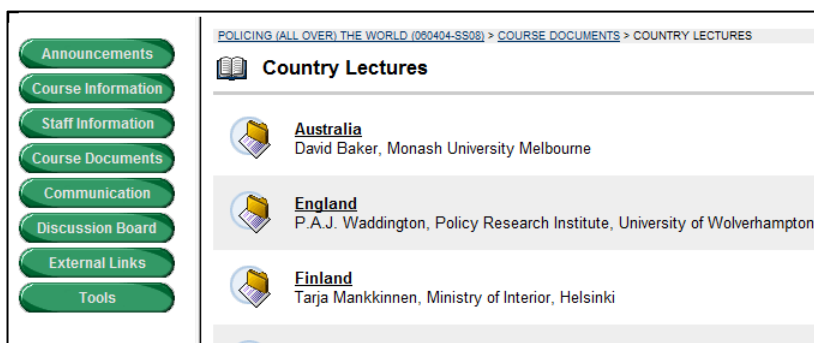 Announcements
Course Information
Staff Information
Course Documents
Communication
Discussion Board
External Links
Tools
POLICING (ALL OVER) THE WORLD (060404-SS08) > COURSE DOCUMENTS > COUNTRY LECTURES
Country Lectures
Australia
David Baker, Monash University Melbourne
England
P.A.J. Waddington, Policy Research Institute, University of Wolverhampton
Finland
Tarja Mankkinnen, Ministry of Interior, Helsinki